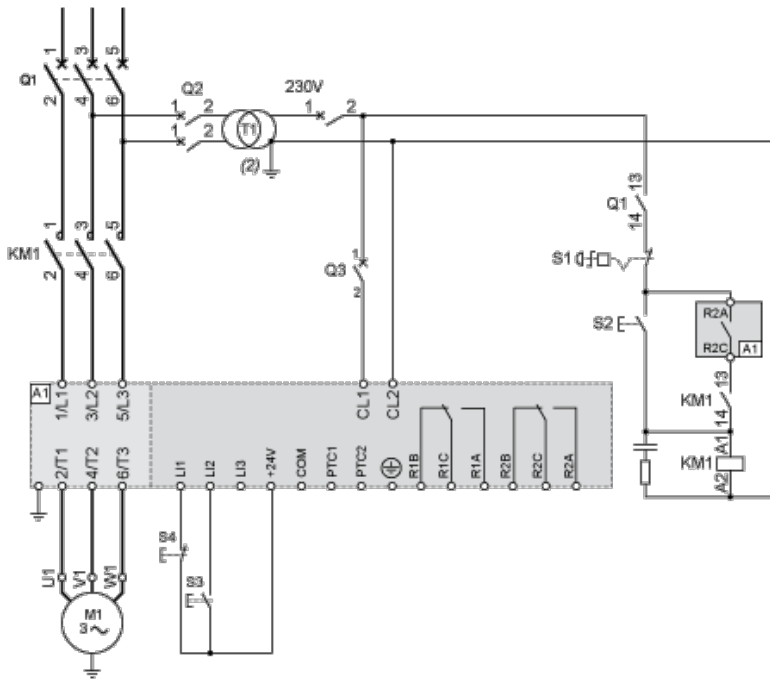 1 3 5
Q1
2 4 6
Q2
1 2
1 2
T1
(2)
230V
1 2
1 3 5
KM1
2 4 6
Q3
1
2
13
Q1
14
S1
S2
R2A
R2C
A1
13
KM1
14
A1
KM1
A2
A1
1/L1 3/L2 5/L3
CL1 CL2
2/T1 4/T2 6/T3
LI1 LI2 LI3 +24V COM PTC1 PTC2 R1B R1C R1A R2B R2C R2A
S4
S3
U1 V1 W1
M1
3 ~